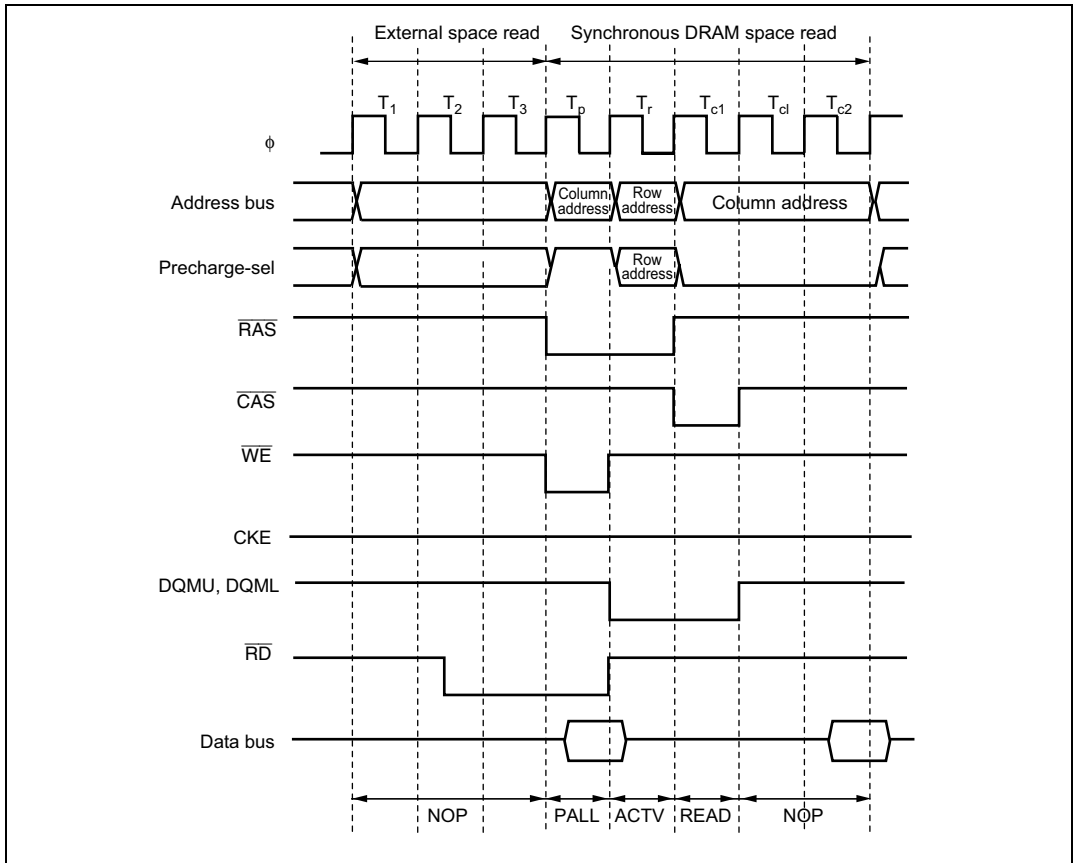 External space read Synchronous DRAM space read
T1 T2 T3 Tp Tr Tc1 Tcl Tc2
ϕ
Address bus Column address Row address Column address
Precharge-sel Row address
RAS
CAS
WE
CKE
DQMU, DQML
RD
Data bus
NOP PALL ACTV READ NOP